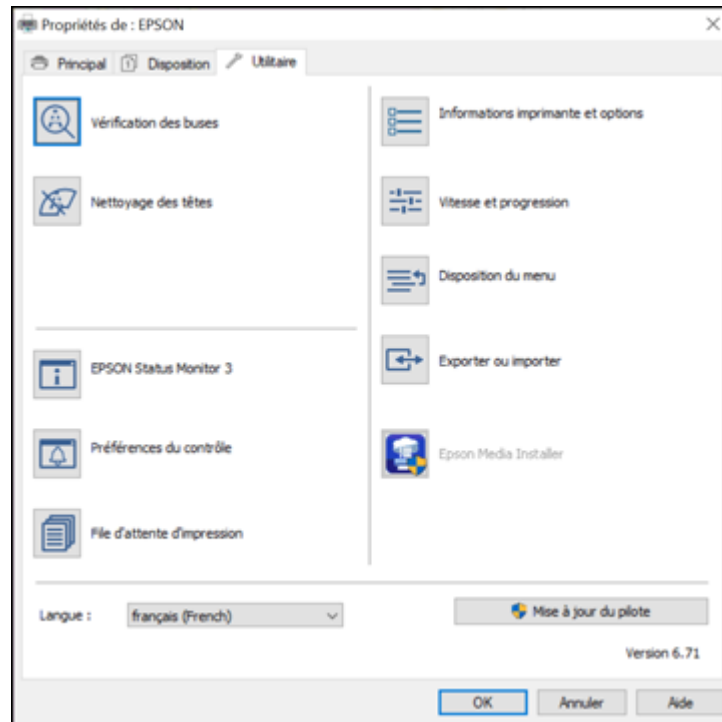 Propriétés de : EPSON
Principal
Disposition
Utilitaire
Vérification des buses
Nettoyage des têtes
EPSON Status Monitor 3
Préférences du contrôle
File d'attente d'impression
Informations imprimante et options
Vitesse et progression
Disposition du menu
Exporter ou importer
Epson Media Installer
Langue :
français (French)
Mise à jour du pilote
Version 6.71
OK
Annuler
Aide